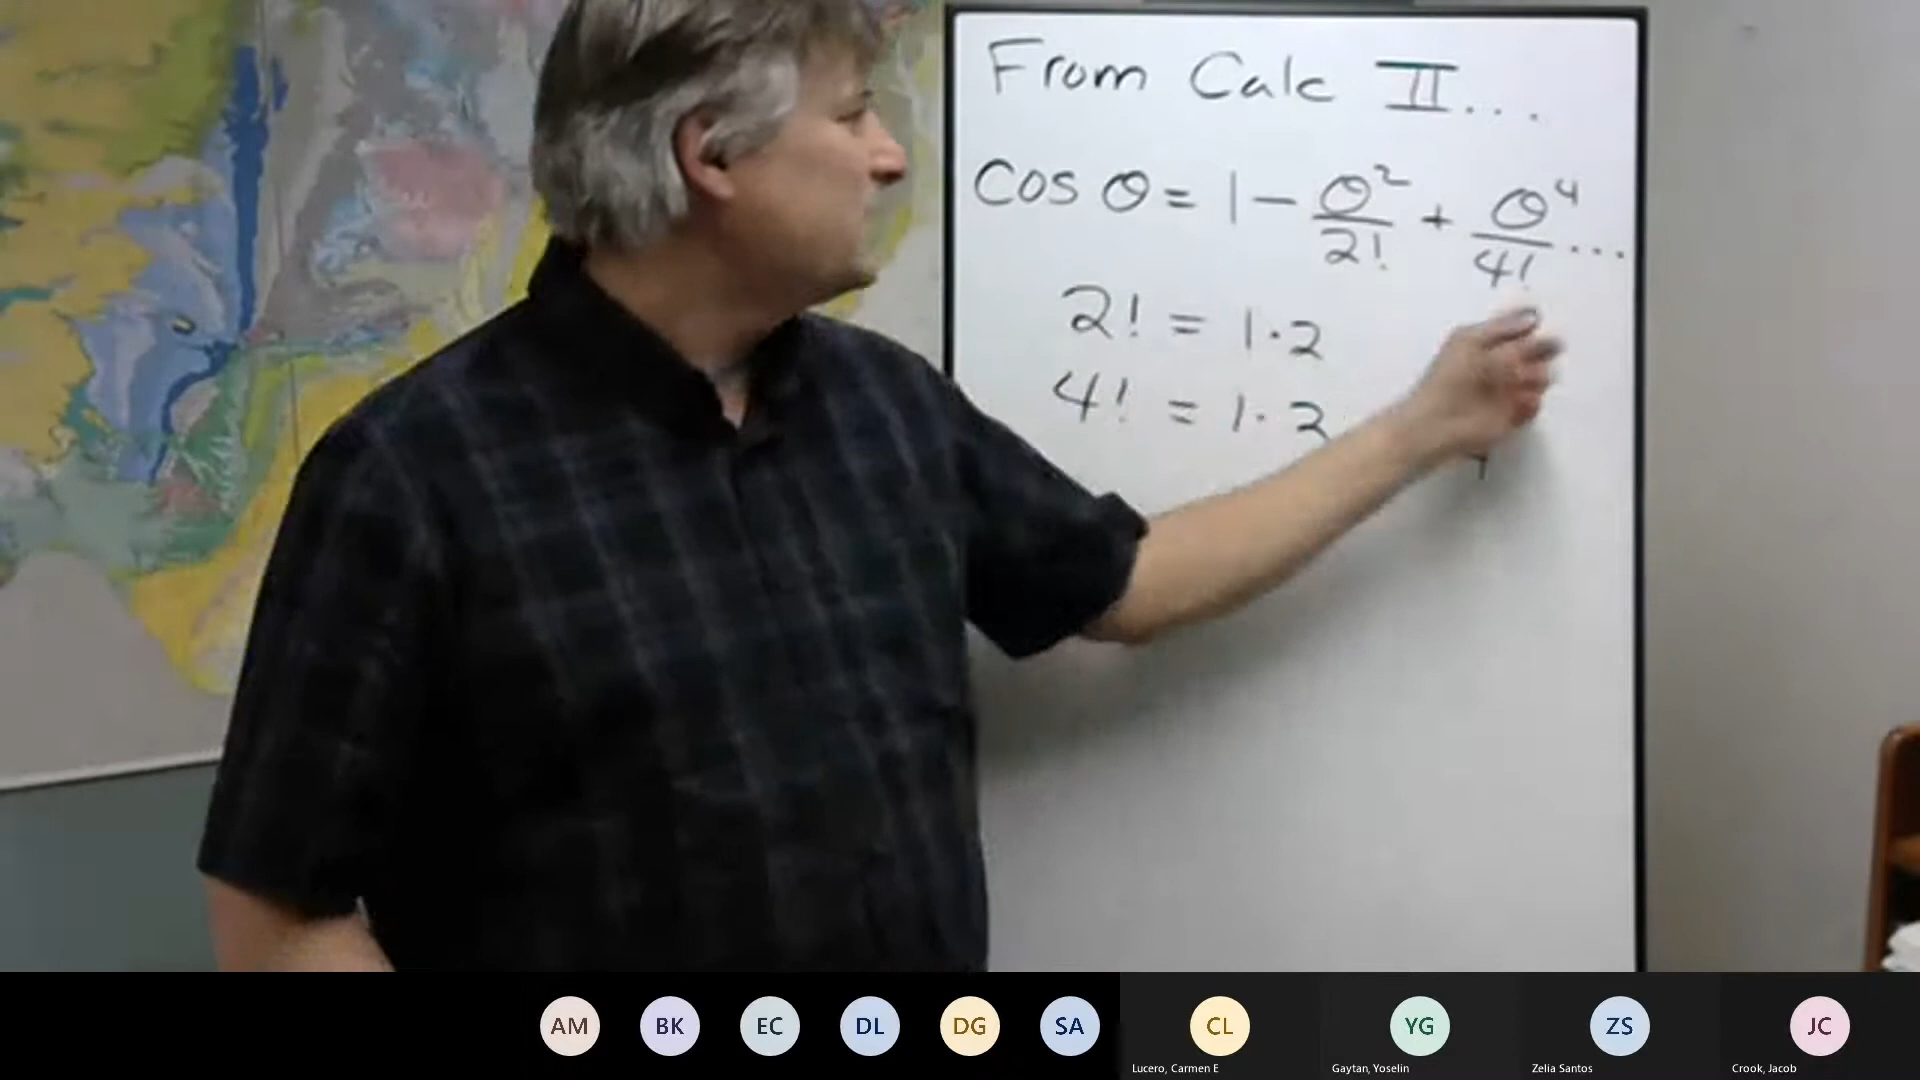 From Calc II...
cos θ = 1 - θ²/2! + θ⁴/4! ...
2! = 1·2
4! = 1·2
AM BK EC DL DG SA CL YG ZS JC
Lucero, Carmen E Gaytan, Yoselin Zelia Santos Crook, Jacob